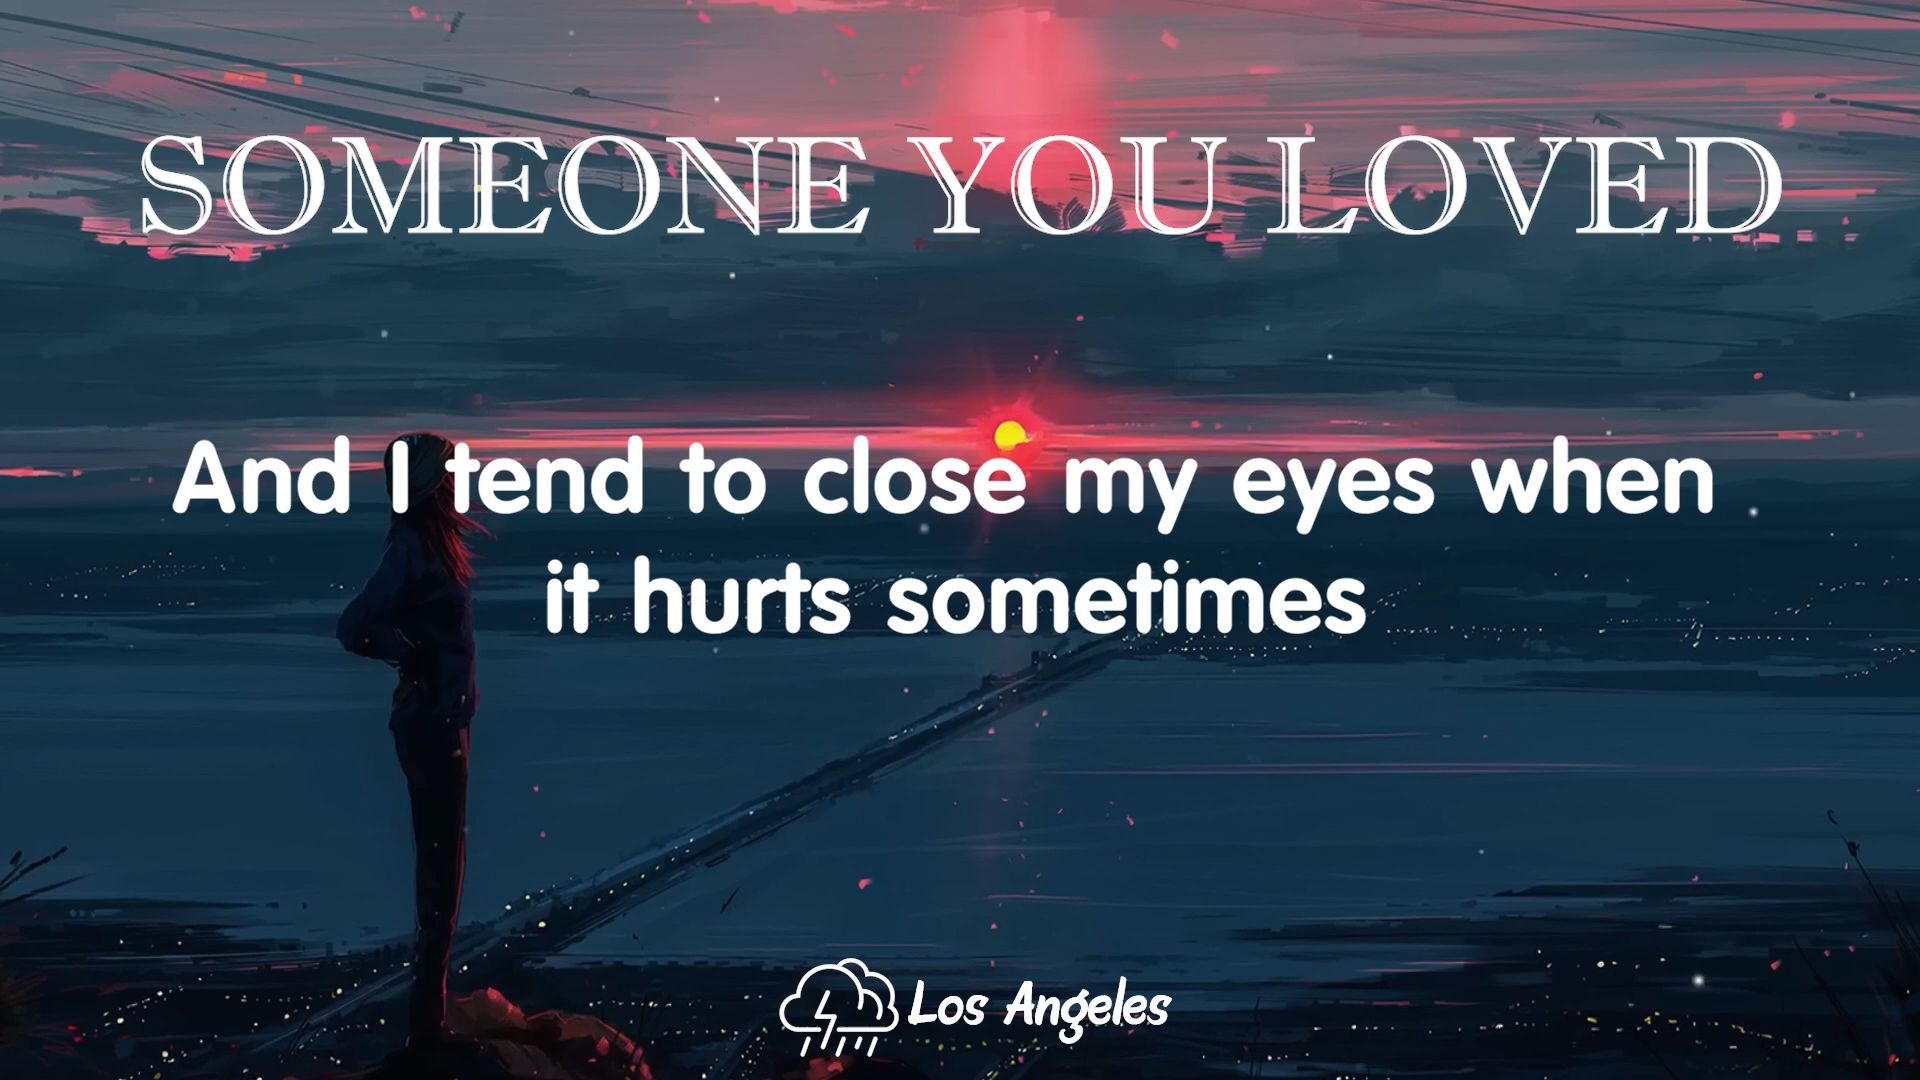 SOMEONE YOU LOVED
And I tend to close my eyes when
it hurts sometimes
Los Angeles